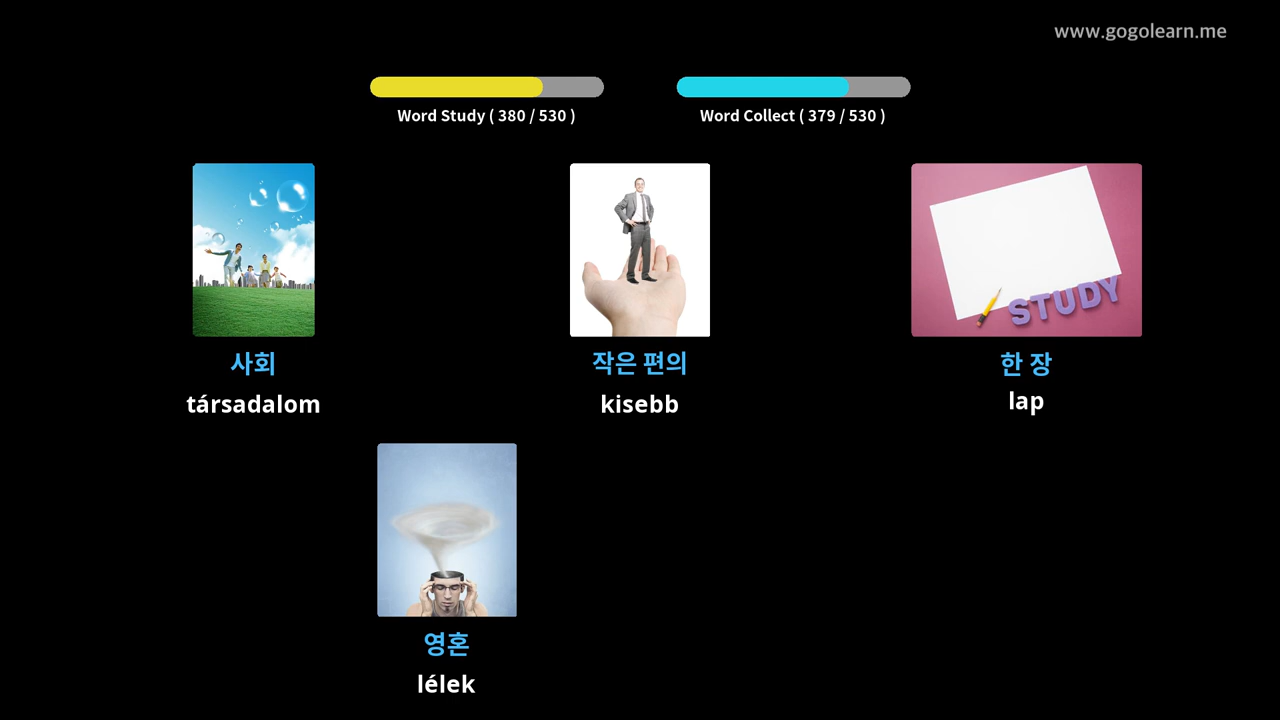 www.gogolearn.me
Word Study ( 380 / 530 )
Word Collect ( 379 / 530 )
사회
társadalom
작은 편의
kisebb
STUDY
한 장
lap
영혼
lélek